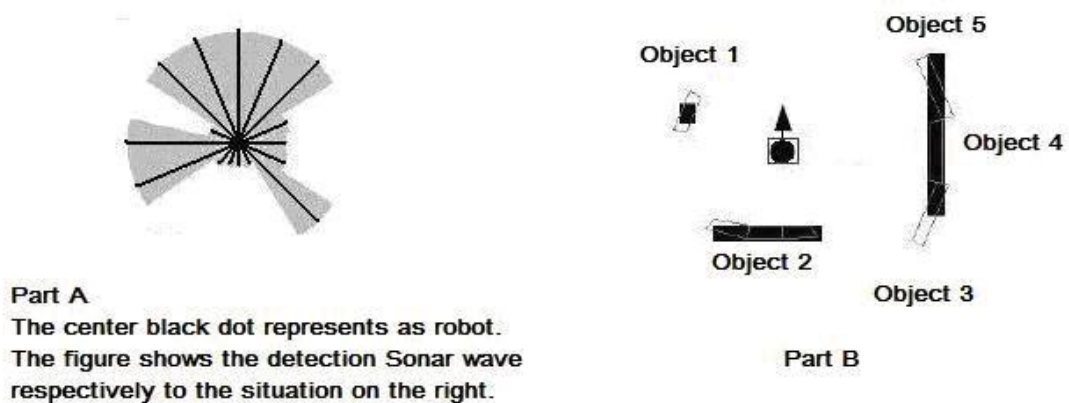 Object 5
Object 1
Object 4
Object 2
Object 3
Part A
The center black dot represents as robot.
The figure shows the detection Sonar wave
respectively to the situation on the right.
Part B